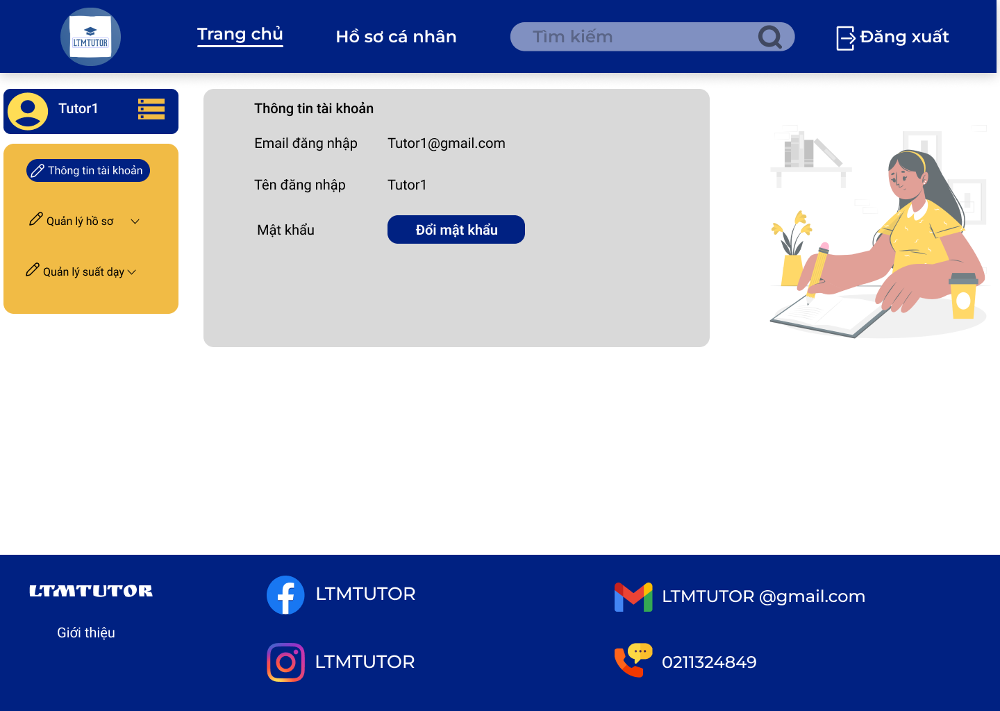 LTMTUTOR
Trang chủ
Hồ sơ cá nhân
Tìm kiếm
Đăng xuất
Tutor1
Thông tin tài khoản
Quản lý hồ sơ
Quản lý suất dạy
Thông tin tài khoản
Email đăng nhập Tutor1@gmail.com
Tên đăng nhập Tutor1
Mật khẩu Đổi mật khẩu
LTMTUTOR
Giới thiệu
LTMTUTOR
LTMTUTOR
LTMTUTOR @gmail.com
0211324849